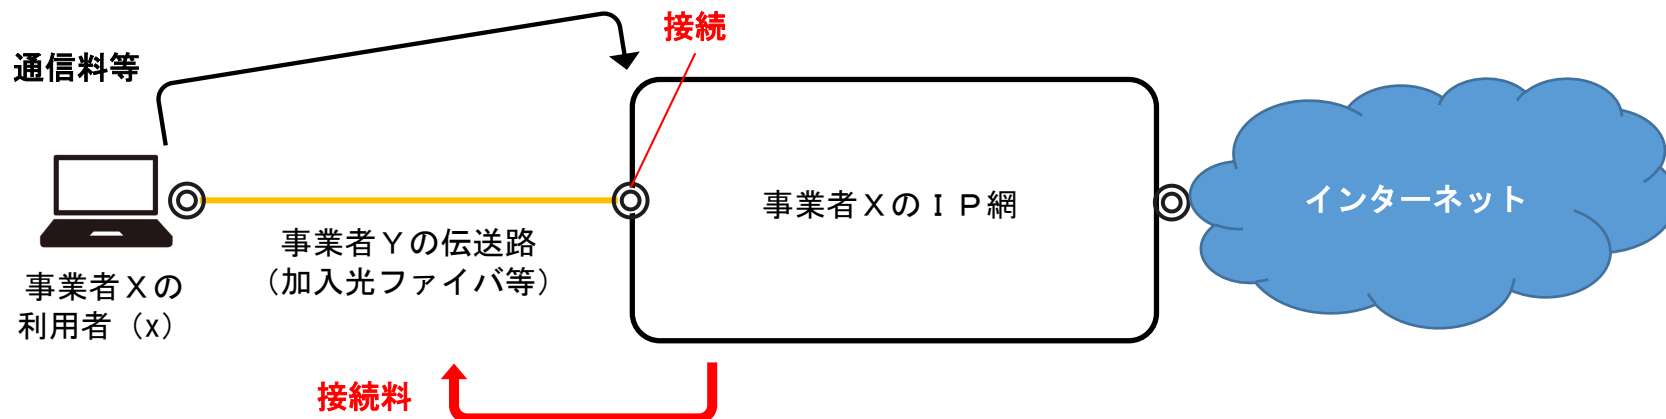 接続
通信料等
事業者XのIP網
インターネット
事業者Yの伝送路
（加入光ファイバ等）
事業者Xの
利用者（x）
接続料